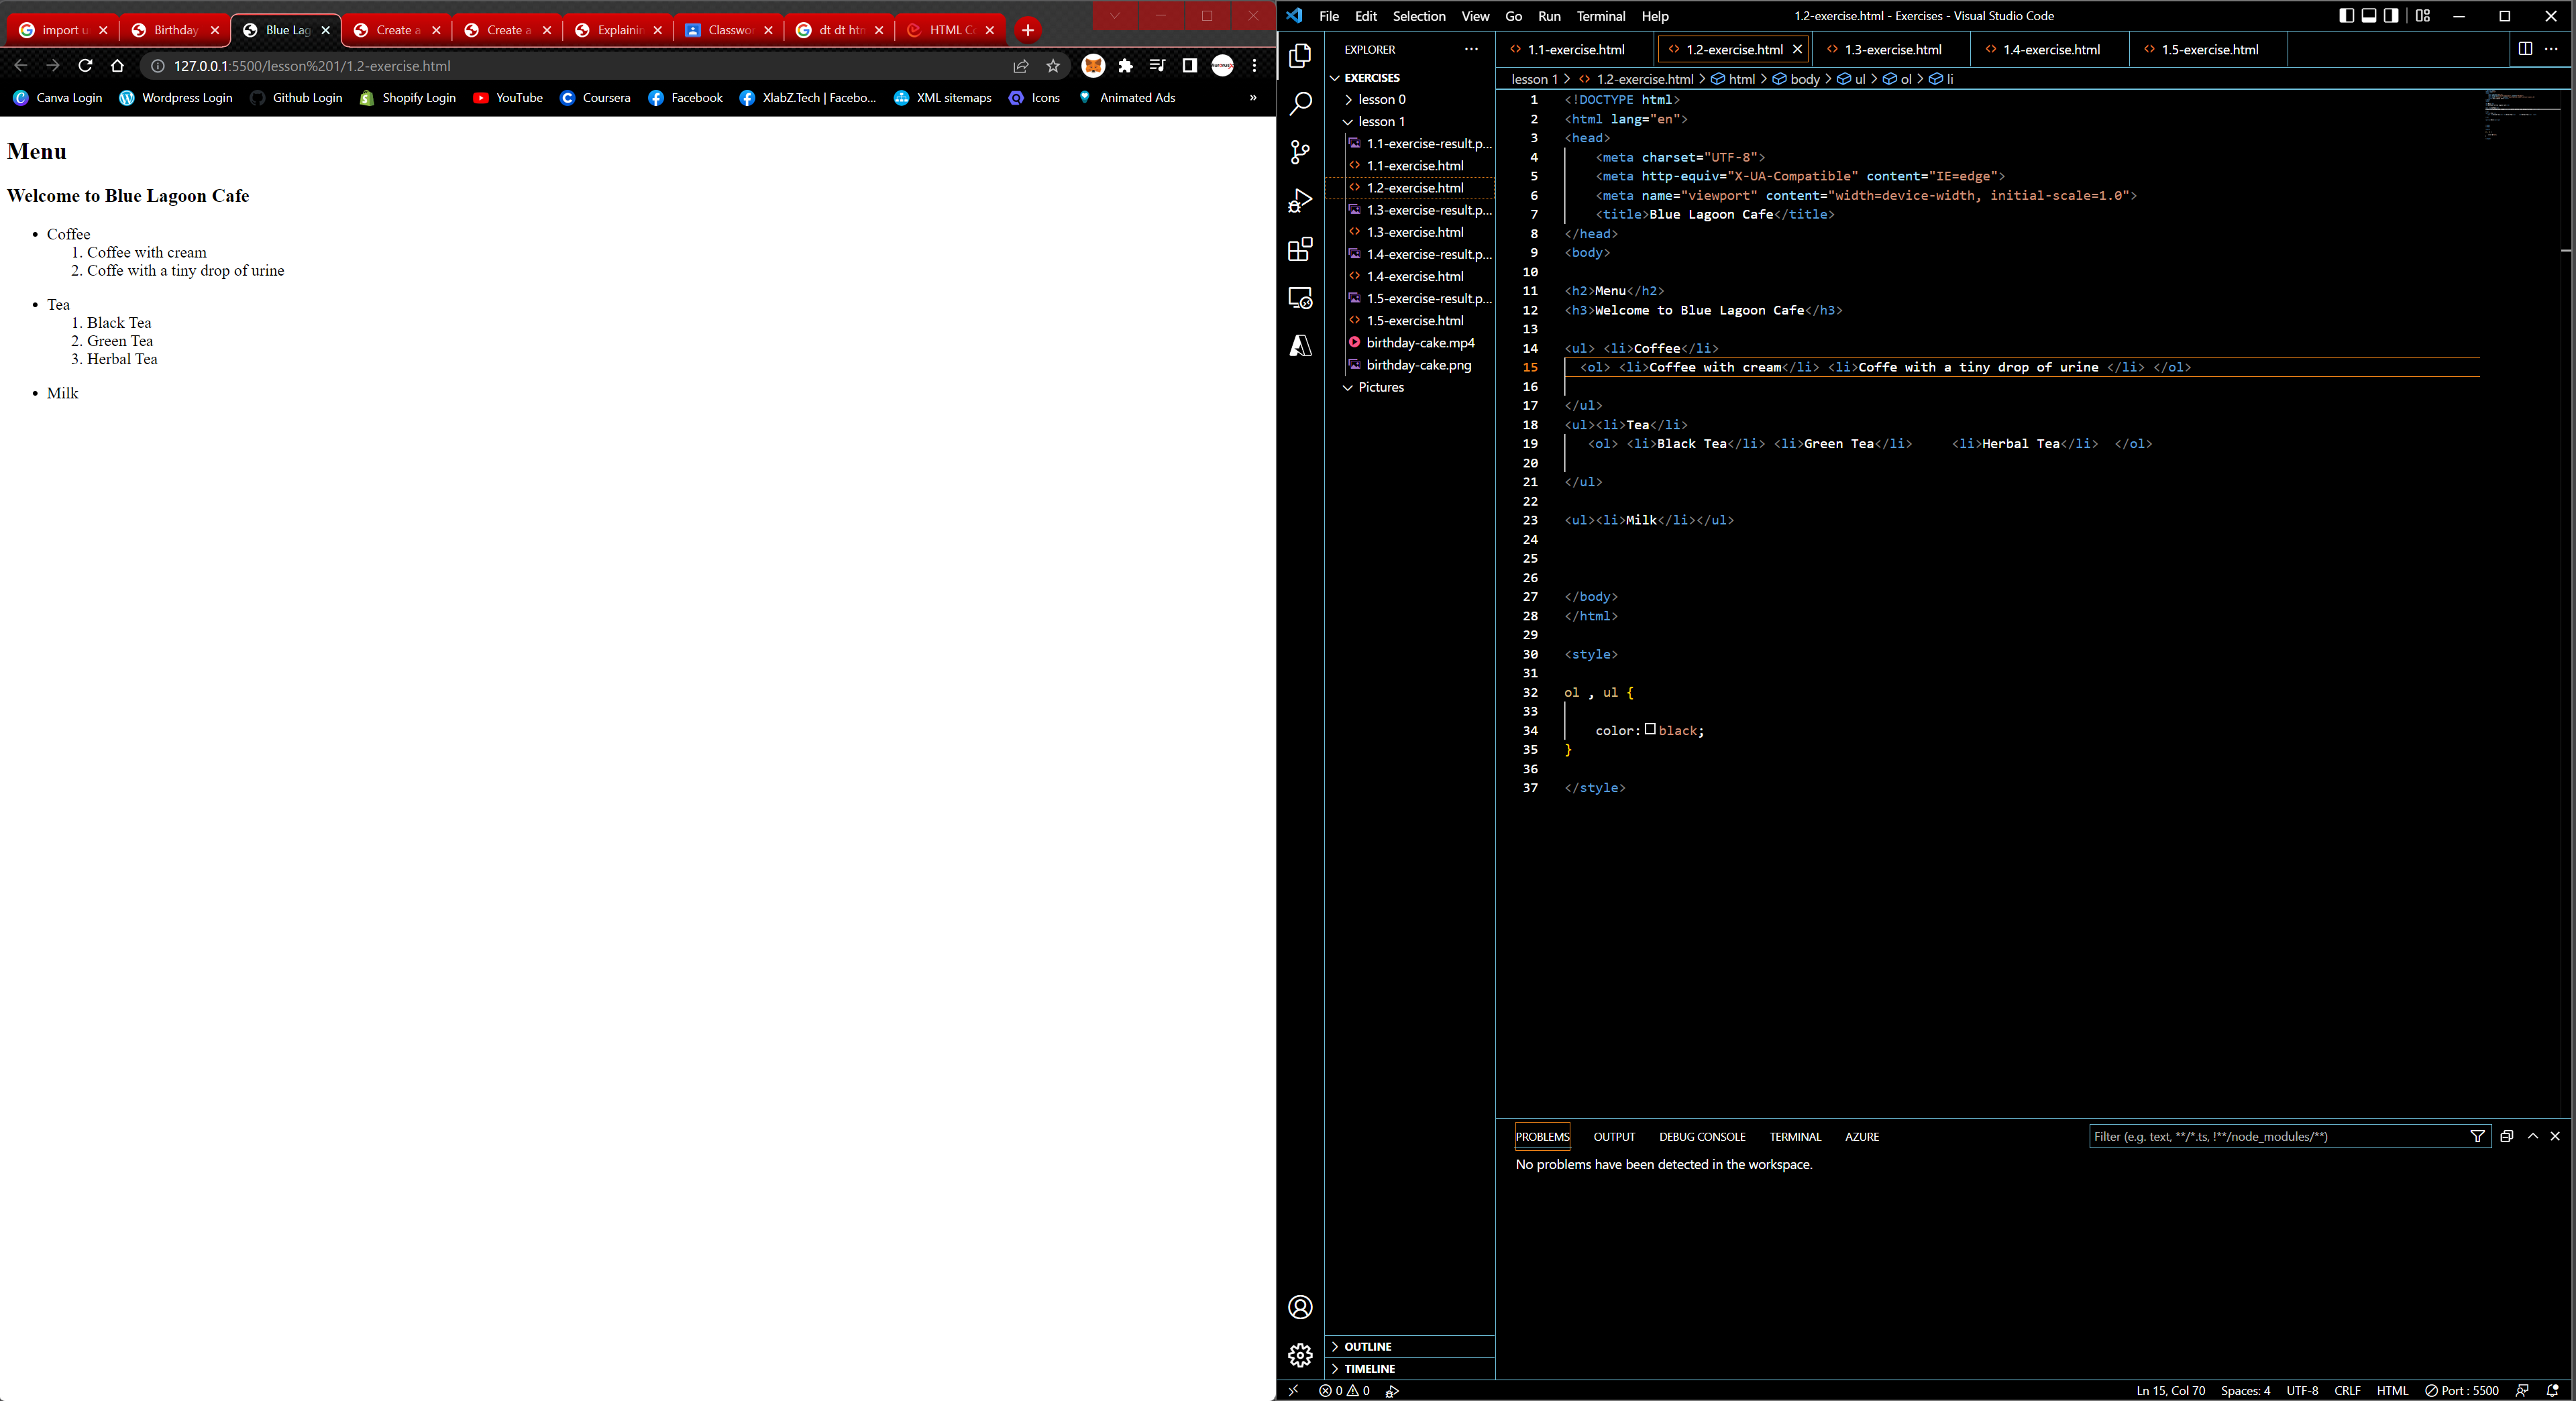 import u
Birthday
Blue Lag
Create a
Create a
Explainin
Classwor
dt dt htm
HTML Co
127.0.0.1:5500/lesson%201/1.2-exercise.html
Canva Login
Wordpress Login
Github Login
Shopify Login
YouTube
Coursera
Facebook
XlabZ.Tech | Facebo...
XML sitemaps
Icons
Animated Ads
»
Menu
Welcome to Blue Lagoon Cafe
• Coffee
1. Coffee with cream
2. Coffe with a tiny drop of urine
• Tea
1. Black Tea
2. Green Tea
3. Herbal Tea
• Milk
File Edit Selection View Go Run Terminal Help
1.2-exercise.html - Exercises - Visual Studio Code
EXPLORER
EXERCISES
lesson 0
lesson 1
1.1-exercise-result.p...
1.1-exercise.html
1.2-exercise.html
1.3-exercise-result.p...
1.3-exercise.html
1.4-exercise-result.p...
1.4-exercise.html
1.5-exercise-result.p...
1.5-exercise.html
birthday-cake.mp4
birthday-cake.png
Pictures
OUTLINE
TIMELINE
1.1-exercise.html
1.2-exercise.html
1.3-exercise.html
1.4-exercise.html
1.5-exercise.html
lesson 1 > 1.2-exercise.html > html > body > ul > ol > li
1 <!DOCTYPE html>
2 <html lang="en">
3 <head>
4 <meta charset="UTF-8">
5 <meta http-equiv="X-UA-Compatible" content="IE=edge">
6 <meta name="viewport" content="width=device-width, initial-scale=1.0">
7 <title>Blue Lagoon Cafe</title>
8 </head>
9 <body>
10
11 <h2>Menu</h2>
12 <h3>Welcome to Blue Lagoon Cafe</h3>
13
14 <ul> <li>Coffee</li>
15 <ol> <li>Coffee with cream</li> <li>Coffe with a tiny drop of urine </li> </ol>
16
17 </ul>
18 <ul><li>Tea</li>
19 <ol> <li>Black Tea</li> <li>Green Tea</li> <li>Herbal Tea</li> </ol>
20
21 </ul>
22
23 <ul><li>Milk</li></ul>
24
25
26
27 </body>
28 </html>
29
30 <style>
31
32 ol , ul {
33
34 color: black;
35 }
36
37 </style>
PROBLEMS OUTPUT DEBUG CONSOLE TERMINAL AZURE
Filter (e.g. text, **/*.ts, !**/node_modules/**)
No problems have been detected in the workspace.
0 0
Ln 15, Col 70 Spaces: 4 UTF-8 CRLF HTML Port : 5500